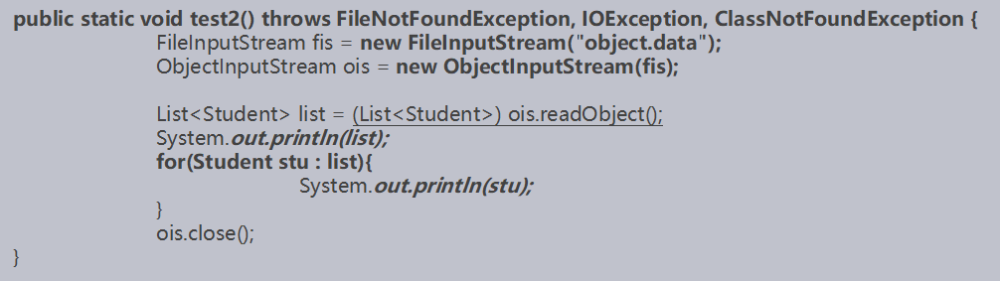 public static void test2() throws FileNotFoundException, IOException, ClassNotFoundException {
FileInputStream fis = new FileInputStream("object.data");
ObjectInputStream ois = new ObjectInputStream(fis);
List<Student> list = (List<Student>) ois.readObject();
System.out.println(list);
for(Student stu : list){
System.out.println(stu);
}
ois.close();
}